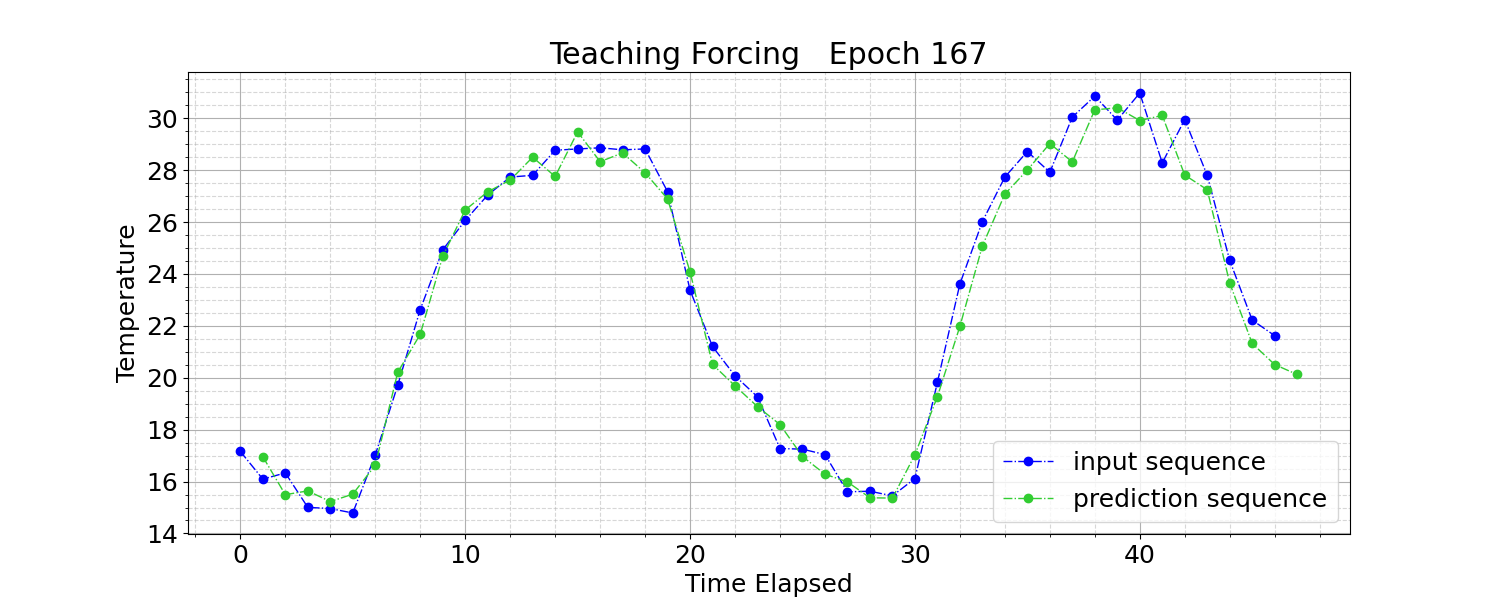 Teaching Forcing   Epoch 167
Temperature
30
28
26
24
22
20
18
16
14
0
10
20
30
40
Time Elapsed
input sequence
prediction sequence